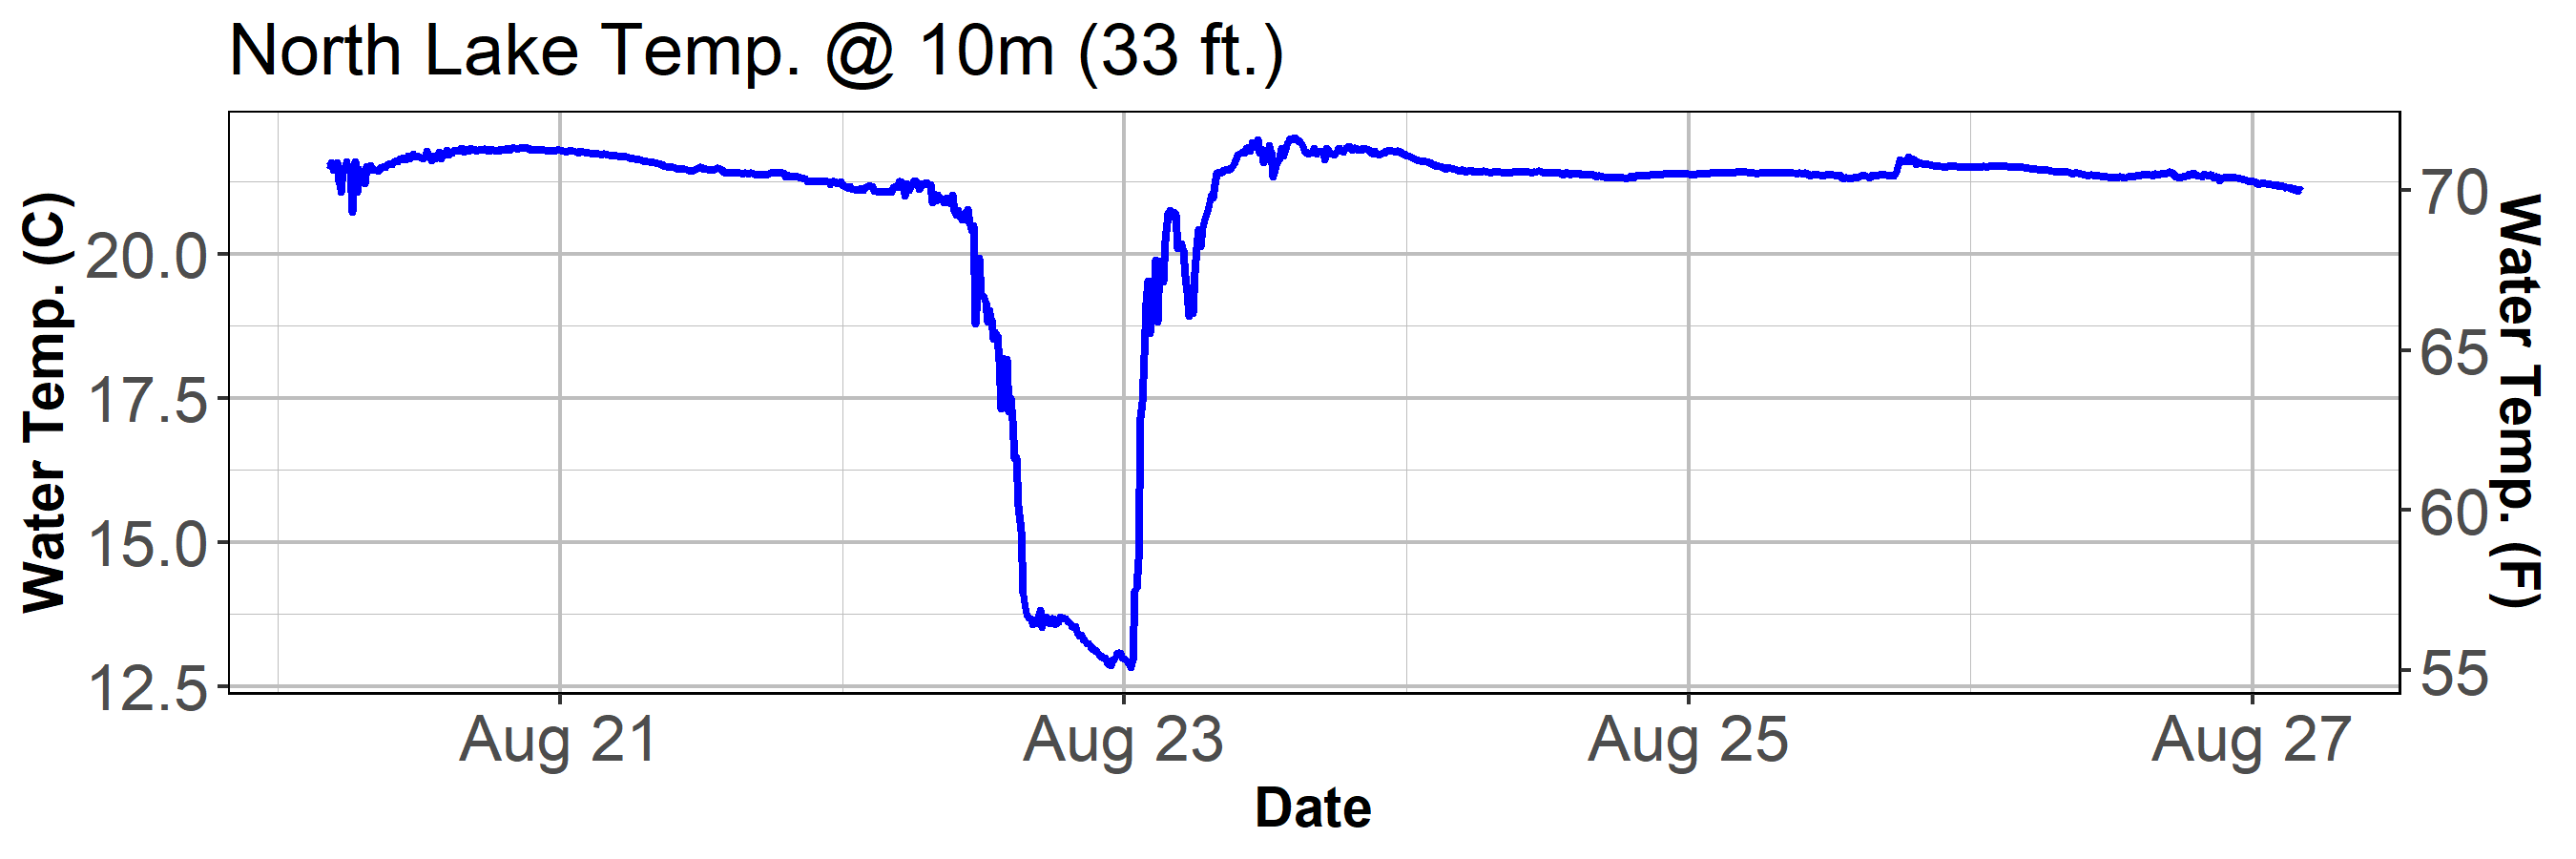 North Lake Temp. @ 10m (33 ft.)
Water Temp. (C)
20.0
17.5
15.0
12.5
70
65
60
55
Water Temp. (F)
Aug 21
Aug 23
Aug 25
Aug 27
Date